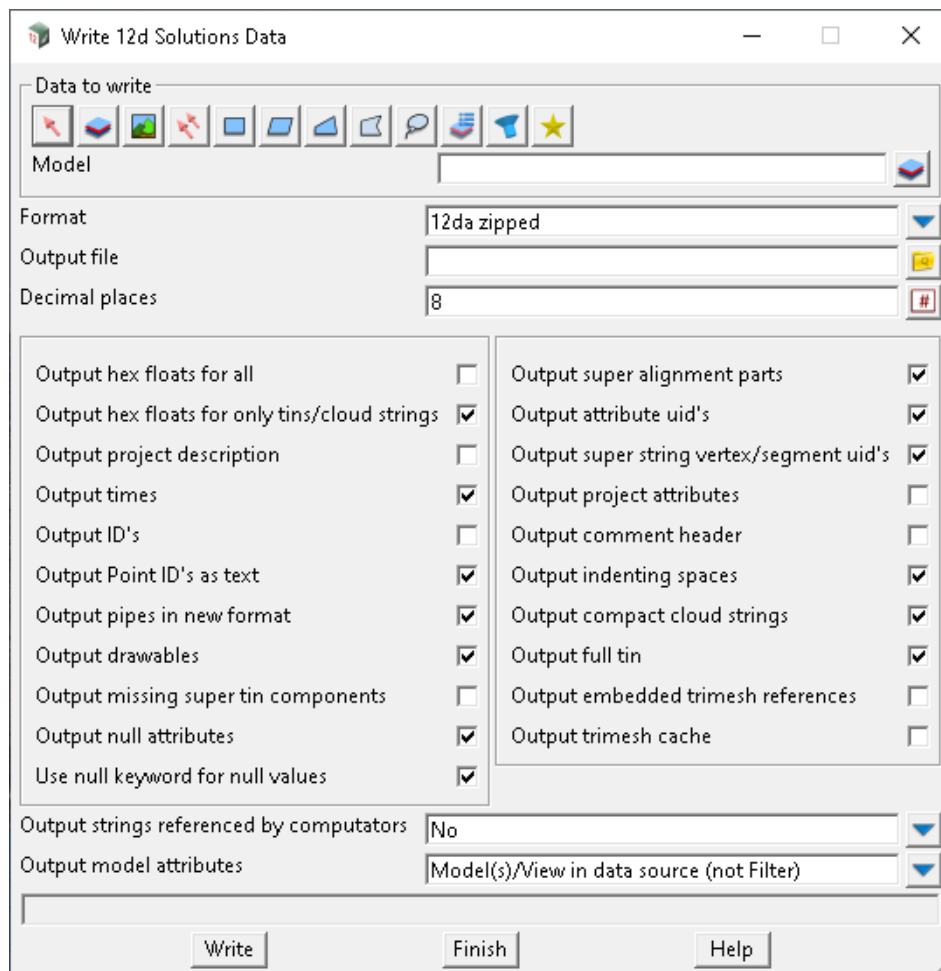 Write 12d Solutions Data
Data to write
Model
Format 12da zipped
Output file
Decimal places 8
Output hex floats for all
Output hex floats for only tins/cloud strings
Output project description
Output times
Output ID's
Output Point ID's as text
Output pipes in new format
Output drawables
Output missing super tin components
Output null attributes
Use null keyword for null values
Output super alignment parts
Output attribute uid's
Output super string vertex/segment uid's
Output project attributes
Output comment header
Output indenting spaces
Output compact cloud strings
Output full tin
Output embedded trimesh references
Output trimesh cache
Output strings referenced by computators No
Output model attributes Model(s)/View in data source (not Filter)
Write Finish Help